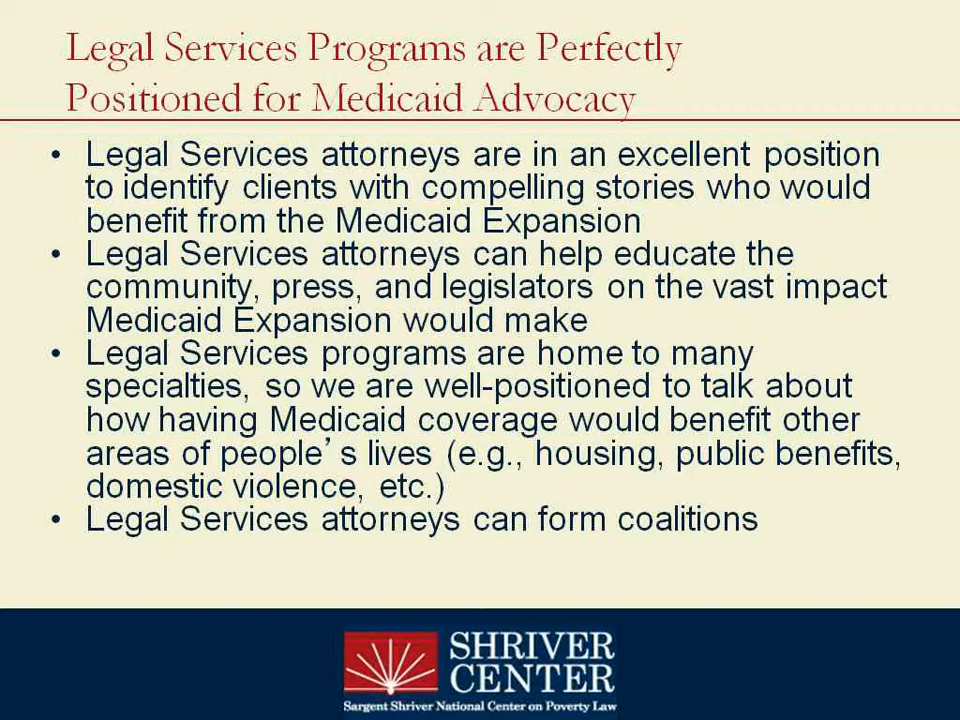 Legal Services Programs are Perfectly
Positioned for Medicaid Advocacy
• Legal Services attorneys are in an excellent position
to identify clients with compelling stories who would
benefit from the Medicaid Expansion
• Legal Services attorneys can help educate the
community, press, and legislators on the vast impact
Medicaid Expansion would make
• Legal Services programs are home to many
specialties, so we are well-positioned to talk about
how having Medicaid coverage would benefit other
areas of people’s lives (e.g., housing, public benefits,
domestic violence, etc.)
• Legal Services attorneys can form coalitions
SHRIVER
CENTER
Sargent Shriver National Center on Poverty Law